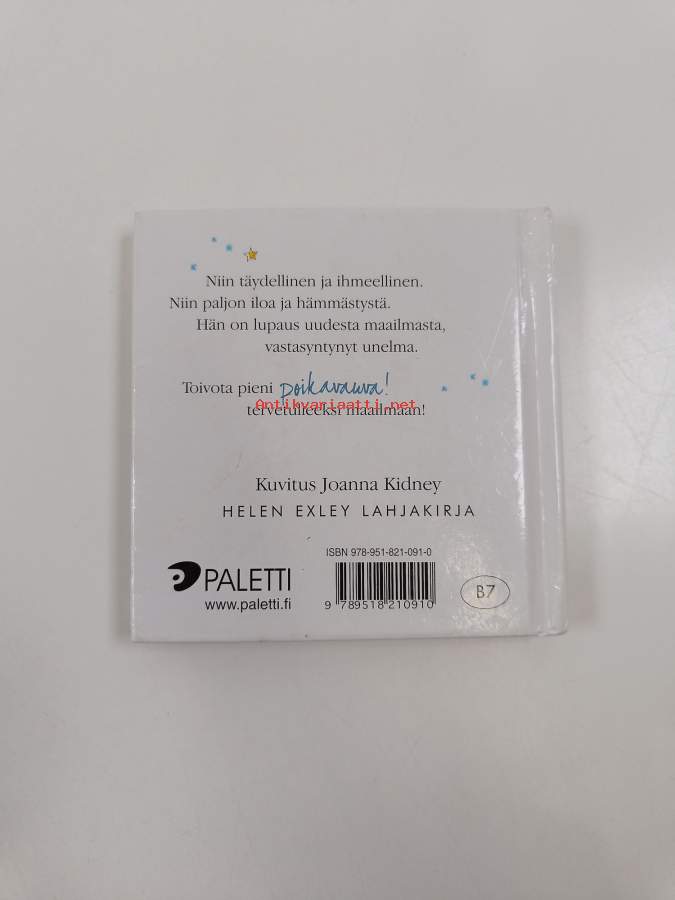 Niin täydellinen ja ihmeellinen.
Niin paljon iloa ja hämmästystä.
Hän on lupaus uudesta maailmasta,
vastasyntynyt unelma.
Toivota pieni poikavauva!
Antikvariaatti.net
tervetulleeksi maailmaan!
Kuvitus Joanna Kidney
HELEN EXLEY LAHJAKIRJA
ISBN 978-951-821-091-0
PALETTI
www.paletti.fi
9 789518 210910
B7